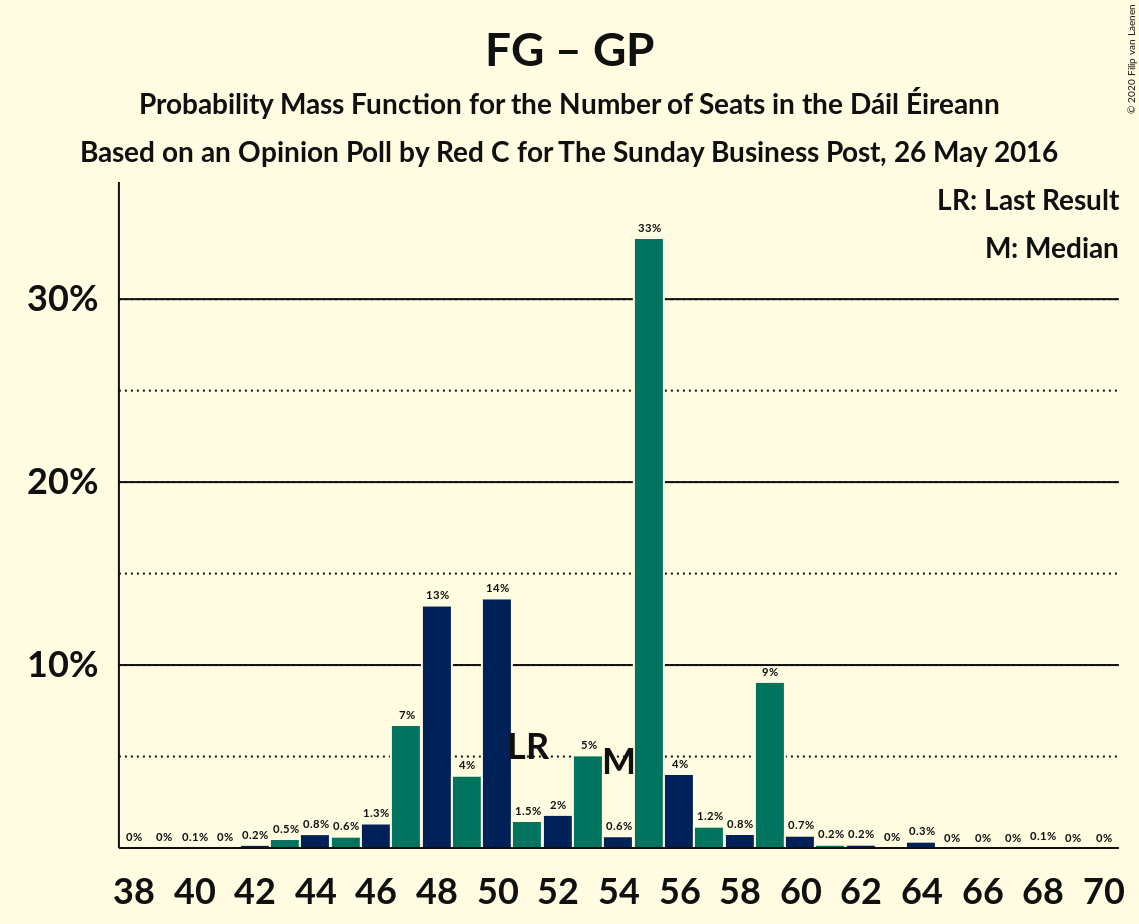 FG – GP
Probability Mass Function for the Number of Seats in the Dáil Éireann
Based on an Opinion Poll by Red C for The Sunday Business Post, 26 May 2016
© 2020 Filip van Laenen
LR: Last Result
M: Median
30%
20%
10%
0% 0% 0.1% 0% 0.2% 0.5% 0.8% 0.6% 1.3% 7% 13% 4% 14% 1.5% 2% 5% 0.6% 33% 4% 1.2% 0.8% 9% 0.7% 0.2% 0.2% 0% 0.3% 0% 0% 0% 0.1% 0% 0%
LR
M
38 40 42 44 46 48 50 52 54 56 58 60 62 64 66 68 70